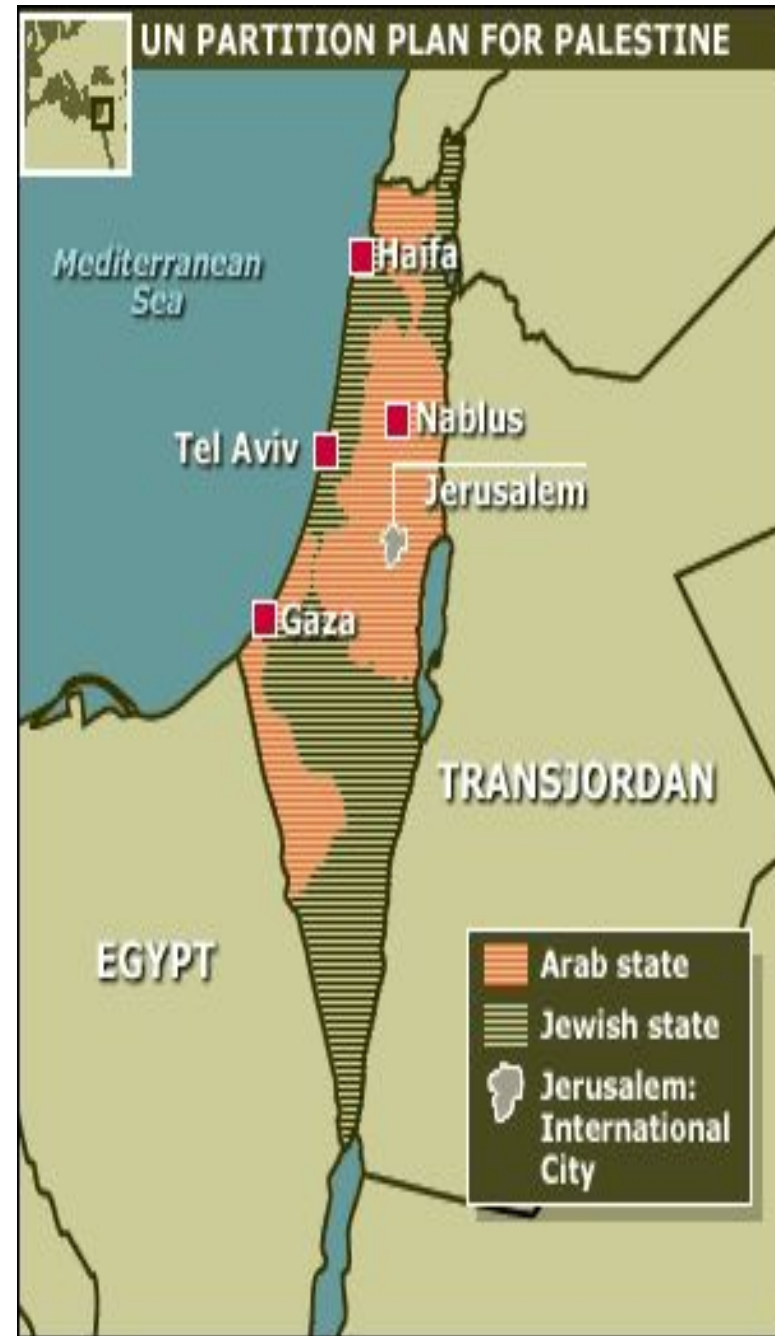 UN PARTITION PLAN FOR PALESTINE
Mediterranean
Sea
Haifa
Nablus
Tel Aviv
Jerusalem
Gaza
TRANSJORDAN
EGYPT
Arab state
Jewish state
Jerusalem:
International
City